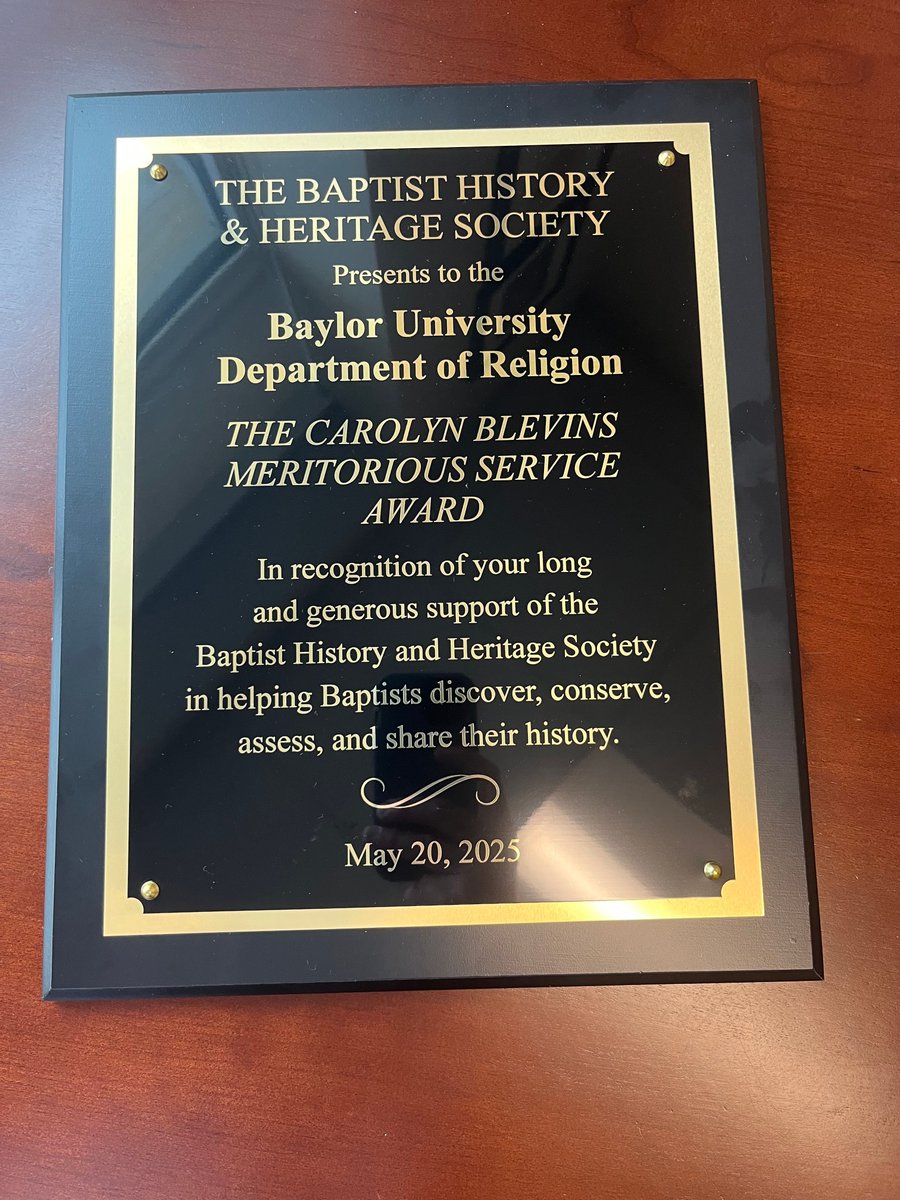 THE BAPTIST HISTORY
& HERITAGE SOCIETY
Presents to the
Baylor University
Department of Religion
THE CAROLYN BLEVINS
MERITORIOUS SERVICE
AWARD
In recognition of your long
and generous support of the
Baptist History and Heritage Society
in helping Baptists discover, conserve,
assess, and share their history.
May 20, 2025